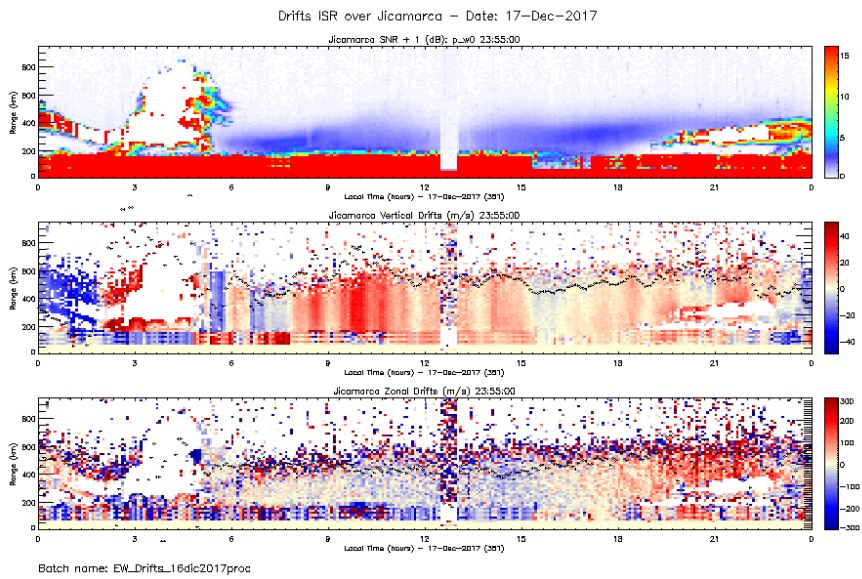 Drifts ISR over Jicamarca - Date: 17-Dec-2017
Jicamarca SNR + 1 (dB): p_w0 23:55:00
Range (km)
800
600
400
200
0
0 3 6 9 12 15 18 21 0
Local Time (hours) - 17-Dec-2017 (351)
15
10
5
0
Jicamarca Vertical Drifts (m/s) 23:55:00
Range (km)
800
600
400
200
0
0 3 6 9 12 15 18 21 0
Local Time (hours) - 17-Dec-2017 (351)
40
20
0
-20
-40
Jicamarca Zonal Drifts (m/s) 23:55:00
Range (km)
800
600
400
200
0
0 3 6 9 12 15 18 21 0
Local Time (hours) - 17-Dec-2017 (351)
300
200
100
0
-100
-200
-300
Batch name: EW_Drifts_16dic2017proc